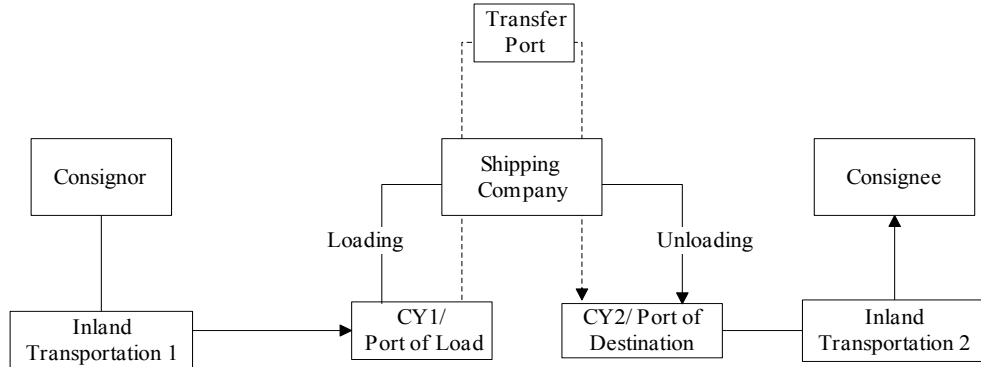 Transfer
Port
Shipping
Company
Consignor
Consignee
Loading
Unloading
Inland
Transportation 1
CY1/
Port of Load
CY2/ Port of
Destination
Inland
Transportation 2